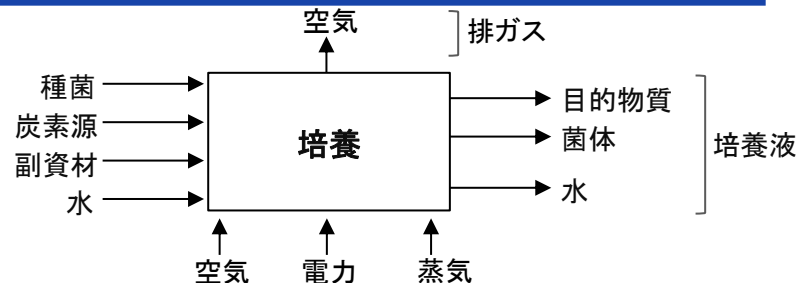 空気
排ガス
種菌
炭素源
副資材
水
培養
目的物質
菌体
水
培養液
空気
電力
蒸気